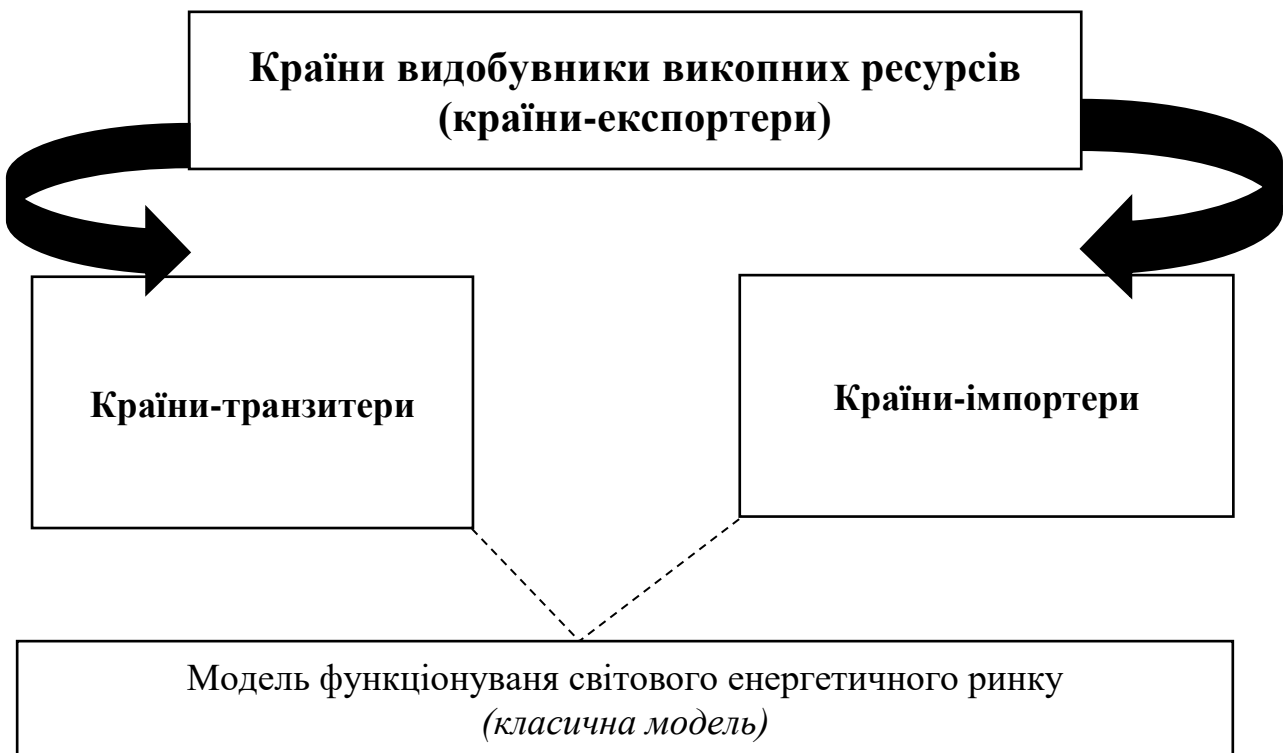 Країни видобувники викопних ресурсів
(країни-експортери)
Країни-транзитери
Країни-імпортери
Модель функціонуваня світового енергетичного ринку
(класична модель)